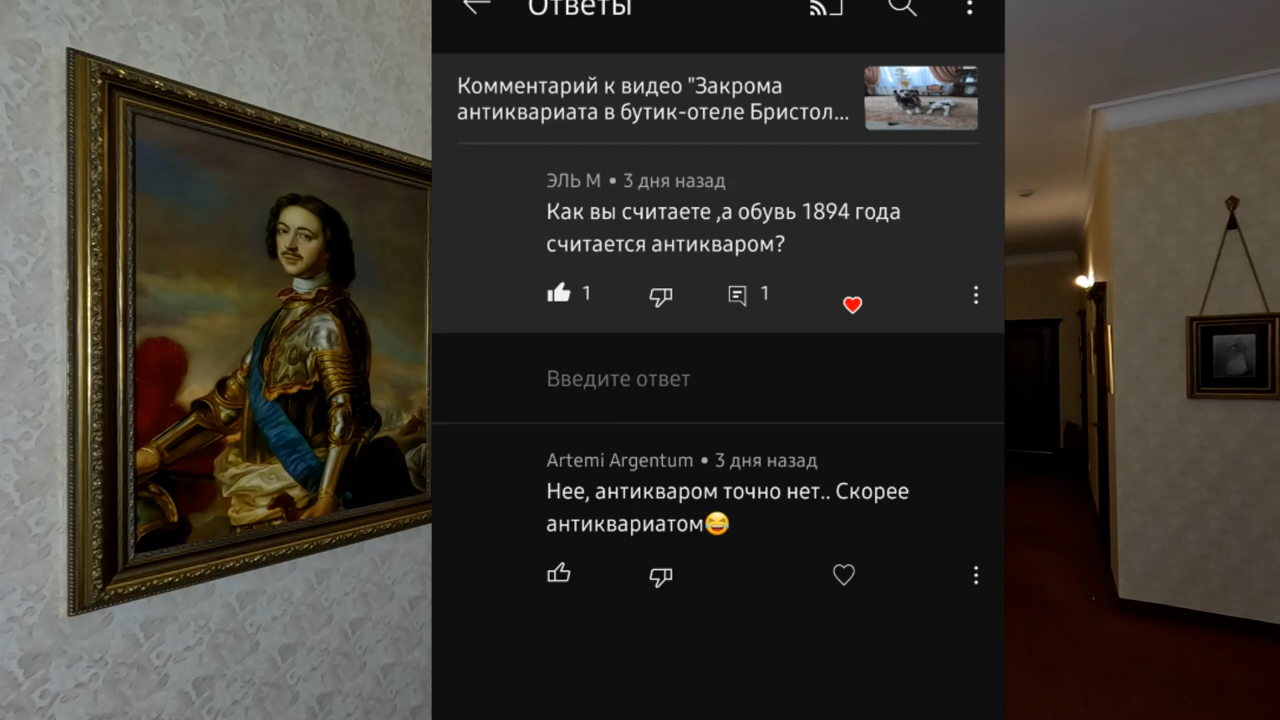 Ответы
Комментарий к видео "Закрома
антиквариата в бутик-отеле Бристол...
ЭЛЬ М • 3 дня назад
Как вы считаете ,а обувь 1894 года
считается антикваром?
1
1
Введите ответ
Artemi Argentum • 3 дня назад
Нее, антикваром точно нет.. Скорее
антиквариатом😂